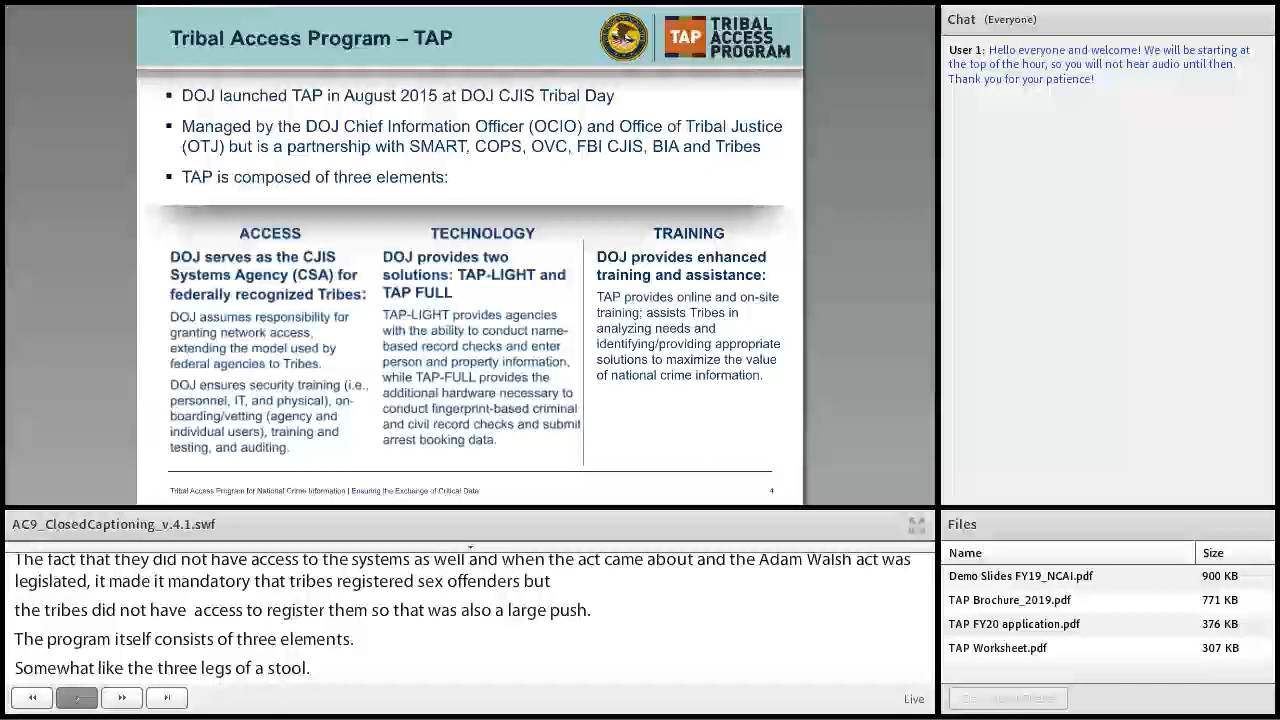 Tribal Access Program – TAP
TAP
TRIBAL
ACCESS
PROGRAM
▪ DOJ launched TAP in August 2015 at DOJ CJIS Tribal Day
▪ Managed by the DOJ Chief Information Officer (OCIO) and Office of Tribal Justice
(OTJ) but is a partnership with SMART, COPS, OVC, FBI CJIS, BIA and Tribes
▪ TAP is composed of three elements:
ACCESS
DOJ serves as the CJIS
Systems Agency (CSA) for
federally recognized Tribes:
DOJ assumes responsibility for
granting network access,
extending the model used by
federal agencies to Tribes.
DOJ ensures security training (i.e.,
personnel, IT, and physical), on-
boarding/vetting (agency and
individual users), training and
testing, and auditing.
TECHNOLOGY
DOJ provides two
solutions: TAP-LIGHT and
TAP FULL
TAP-LIGHT provides agencies
with the ability to conduct name-
based record checks and enter
person and property information,
while TAP-FULL provides the
additional hardware necessary to
conduct fingerprint-based criminal
and civil record checks and submit
arrest booking data.
TRAINING
DOJ provides enhanced
training and assistance:
TAP provides online and on-site
training; assists Tribes in
analyzing needs and
identifying/providing appropriate
solutions to maximize the value
of national crime information.
Tribal Access Program for National Crime Information | Ensuring the Exchange of Critical Data
4
Chat (Everyone)
User 1: Hello everyone and welcome! We will be starting at
the top of the hour, so you will not hear audio until then.
Thank you for your patience!
AC9_ClosedCaptioning_v.4.1.swf
The fact that they did not have access to the systems as well and when the act came about and the Adam Walsh act was
legislated, it made it mandatory that tribes registered sex offenders but
the tribes did not have access to register them so that was also a large push.
The program itself consists of three elements.
Somewhat like the three legs of a stool.
Live
Files
Name Size
Demo Slides FY19_NCAI.pdf 900 KB
TAP Brochure_2019.pdf 771 KB
TAP FY20 application.pdf 376 KB
TAP Worksheet.pdf 307 KB